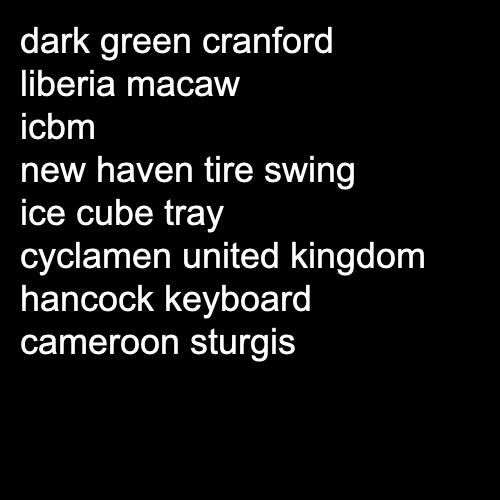 dark green cranford
liberia macaw
icbm
new haven tire swing
ice cube tray
cyclamen united kingdom
hancock keyboard
cameroon sturgis